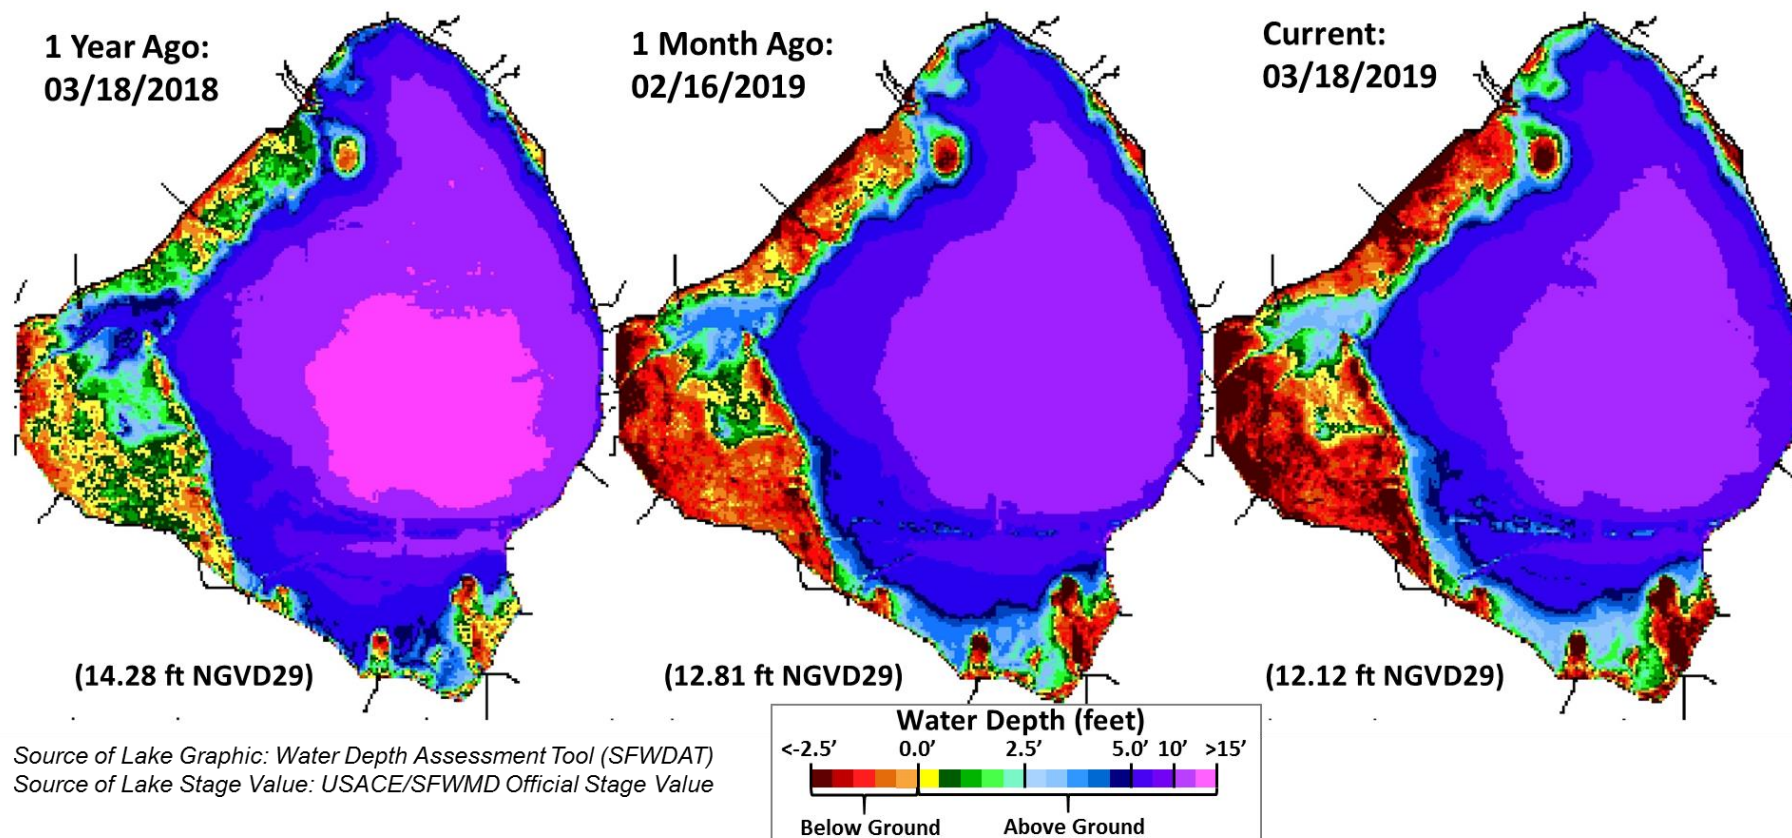 1 Year Ago:
03/18/2018
1 Month Ago:
02/16/2019
Current:
03/18/2019
(14.28 ft NGVD29)
(12.81 ft NGVD29)
(12.12 ft NGVD29)
Source of Lake Graphic: Water Depth Assessment Tool (SFWDAT)
Source of Lake Stage Value: USACE/SFWMD Official Stage Value
Water Depth (feet)
<-2.5’ 0.0’ 2.5’ 5.0’ 10’ >15’
Below Ground Above Ground